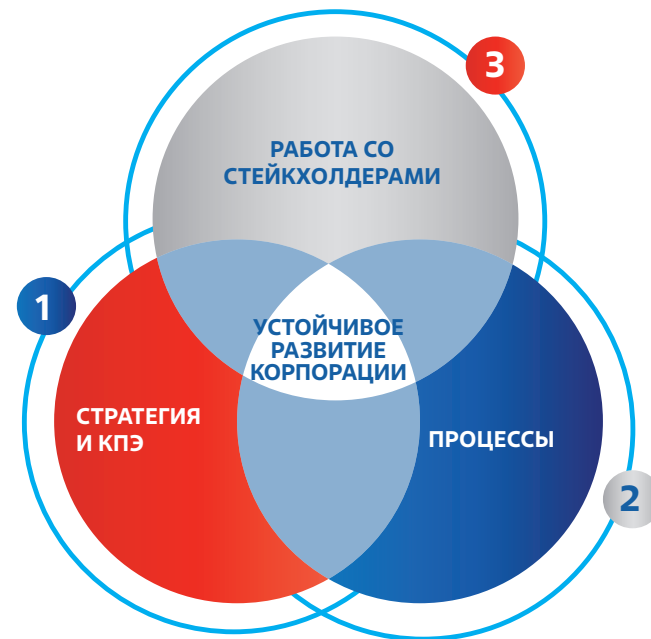 3
РАБОТА СО
СТЕЙКХОЛДЕРАМИ
1
УСТОЙЧИВОЕ
РАЗВИТИЕ
КОРПОРАЦИИ
СТРАТЕГИЯ
И КПЭ
ПРОЦЕССЫ
2